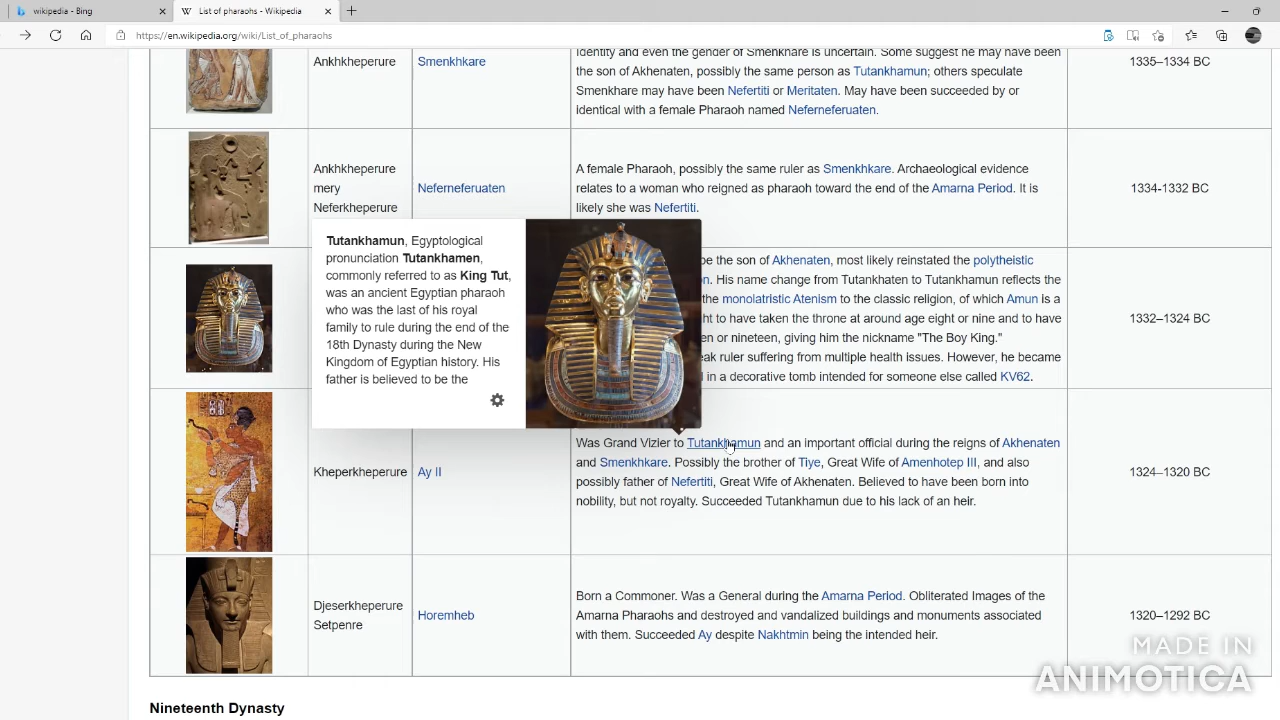 wikipedia - Bing
List of pharaohs - Wikipedia
https://en.wikipedia.org/wiki/List_of_pharaohs
Ankhkheperure
Smenkhkare
identity and even the gender of Smenkhare is uncertain. Some suggest he may have been
the son of Akhenaten, possibly the same person as Tutankhamun; others speculate
Smenkhare may have been Nefertiti or Meritaten. May have been succeeded by or
identical with a female Pharaoh named Neferneferuaten.
1335–1334 BC
Ankhkheperure
mery
Neferkheperure
Neferneferuaten
A female Pharaoh, possibly the same ruler as Smenkhkare. Archaeological evidence
relates to a woman who reigned as pharaoh toward the end of the Amarna Period. It is
likely she was Nefertiti.
1334-1332 BC
Tutankhamun, Egyptological
pronunciation Tutankhamen,
commonly referred to as King Tut,
was an ancient Egyptian pharaoh
who was the last of his royal
family to rule during the end of the
18th Dynasty during the New
Kingdom of Egyptian history. His
father is believed to be the
be the son of Akhenaten, most likely reinstated the polytheistic
n. His name change from Tutankhaten to Tutankhamun reflects the
the monolatristic Atenism to the classic religion, of which Amun is a
ht to have taken the throne at around age eight or nine and to have
en or nineteen, giving him the nickname "The Boy King."
eak ruler suffering from multiple health issues. However, he became
in a decorative tomb intended for someone else called KV62.
1332–1324 BC
Kheperkheperure
Ay II
Was Grand Vizier to Tutankhamun and an important official during the reigns of Akhenaten
and Smenkhkare. Possibly the brother of Tiye, Great Wife of Amenhotep III, and also
possibly father of Nefertiti, Great Wife of Akhenaten. Believed to have been born into
nobility, but not royalty. Succeeded Tutankhamun due to his lack of an heir.
1324–1320 BC
Djeserkheperure
Setpenre
Horemheb
Born a Commoner. Was a General during the Amarna Period. Obliterated Images of the
Amarna Pharaohs and destroyed and vandalized buildings and monuments associated
with them. Succeeded Ay despite Nakhtmin being the intended heir.
1320–1292 BC
MADE IN
ANIMOTICA
Nineteenth Dynasty